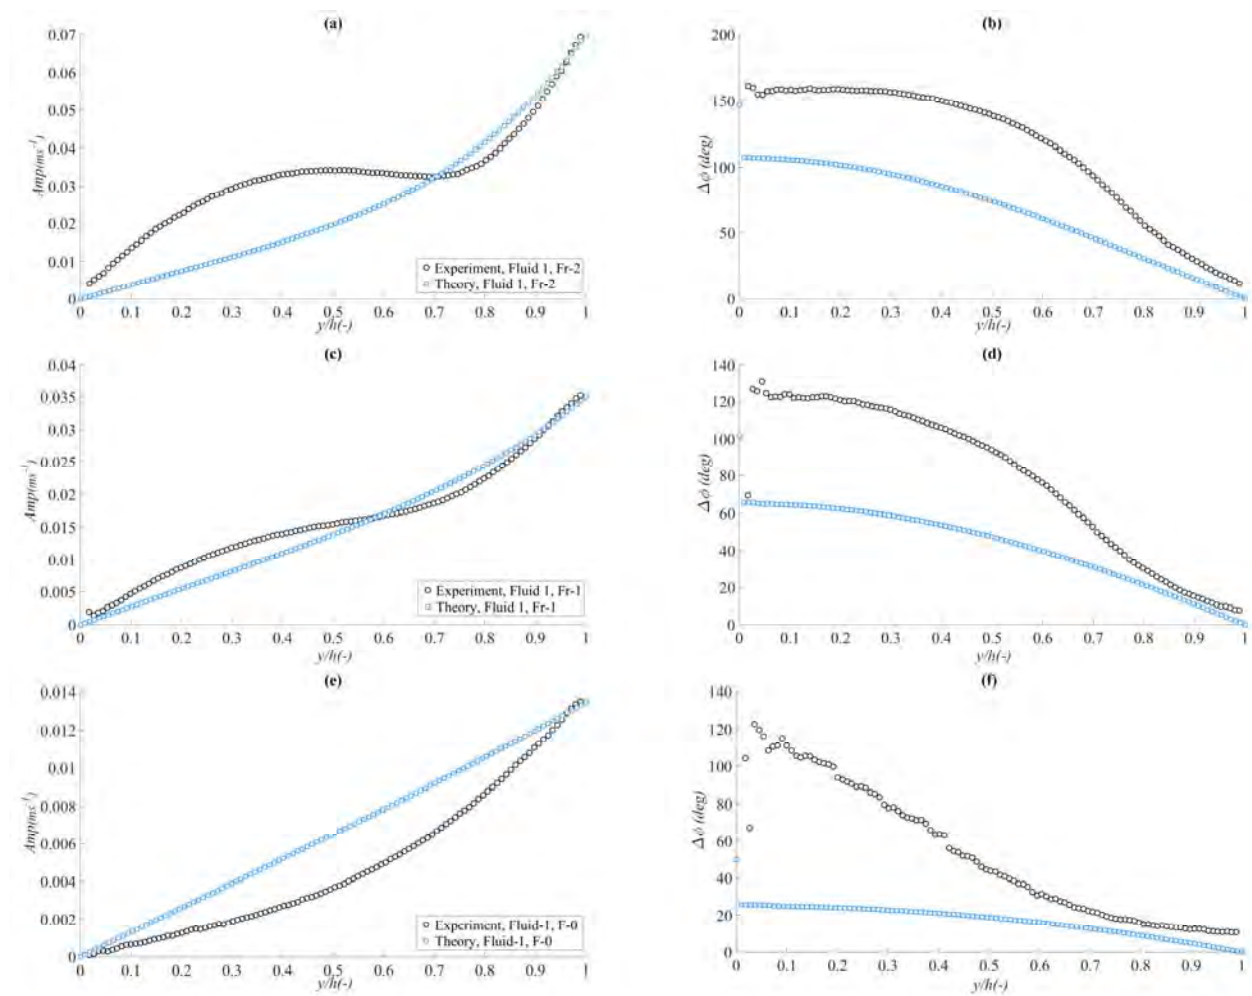 (a)
Amp(ms⁻¹)
0.07
0.06
0.05
0.04
0.03
0.02
0.01
0
0 0.1 0.2 0.3 0.4 0.5 0.6 0.7 0.8 0.9 1
y/h(-)
Experiment, Fluid 1, Fr-2
Theory, Fluid 1, Fr-2
(b)
Δϕ (deg)
200
150
100
50
0
0 0.1 0.2 0.3 0.4 0.5 0.6 0.7 0.8 0.9 1
y/h(-)
(c)
Amp(ms⁻¹)
0.04
0.035
0.03
0.025
0.02
0.015
0.01
0.005
0
0 0.1 0.2 0.3 0.4 0.5 0.6 0.7 0.8 0.9 1
y/h(-)
Experiment, Fluid 1, Fr-1
Theory, Fluid 1, Fr-1
(d)
Δϕ (deg)
140
120
100
80
60
40
20
0
0 0.1 0.2 0.3 0.4 0.5 0.6 0.7 0.8 0.9 1
y/h(-)
(e)
Amp(ms⁻¹)
0.014
0.012
0.01
0.008
0.006
0.004
0.002
0
0 0.1 0.2 0.3 0.4 0.5 0.6 0.7 0.8 0.9 1
y/h(-)
Experiment, Fluid-1, F-0
Theory, Fluid-1, F-0
(f)
Δϕ (deg)
140
120
100
80
60
40
20
0
0 0.1 0.2 0.3 0.4 0.5 0.6 0.7 0.8 0.9 1
y/h(-)